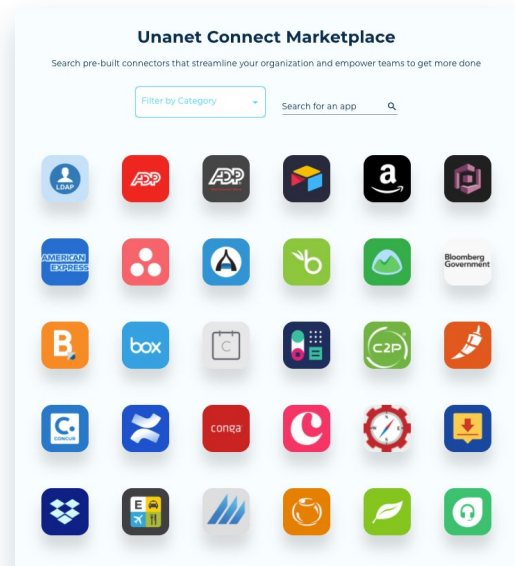 Unanet Connect Marketplace
Search pre-built connectors that streamline your organization and empower teams to get more done
Filter by Category
Search for an app
LDAP
ADP
ADP
a
AMERICAN
EXPRESS
b
Bloomberg
Government
B
box
C
C2P
C.
CONCUR
conga
C
E